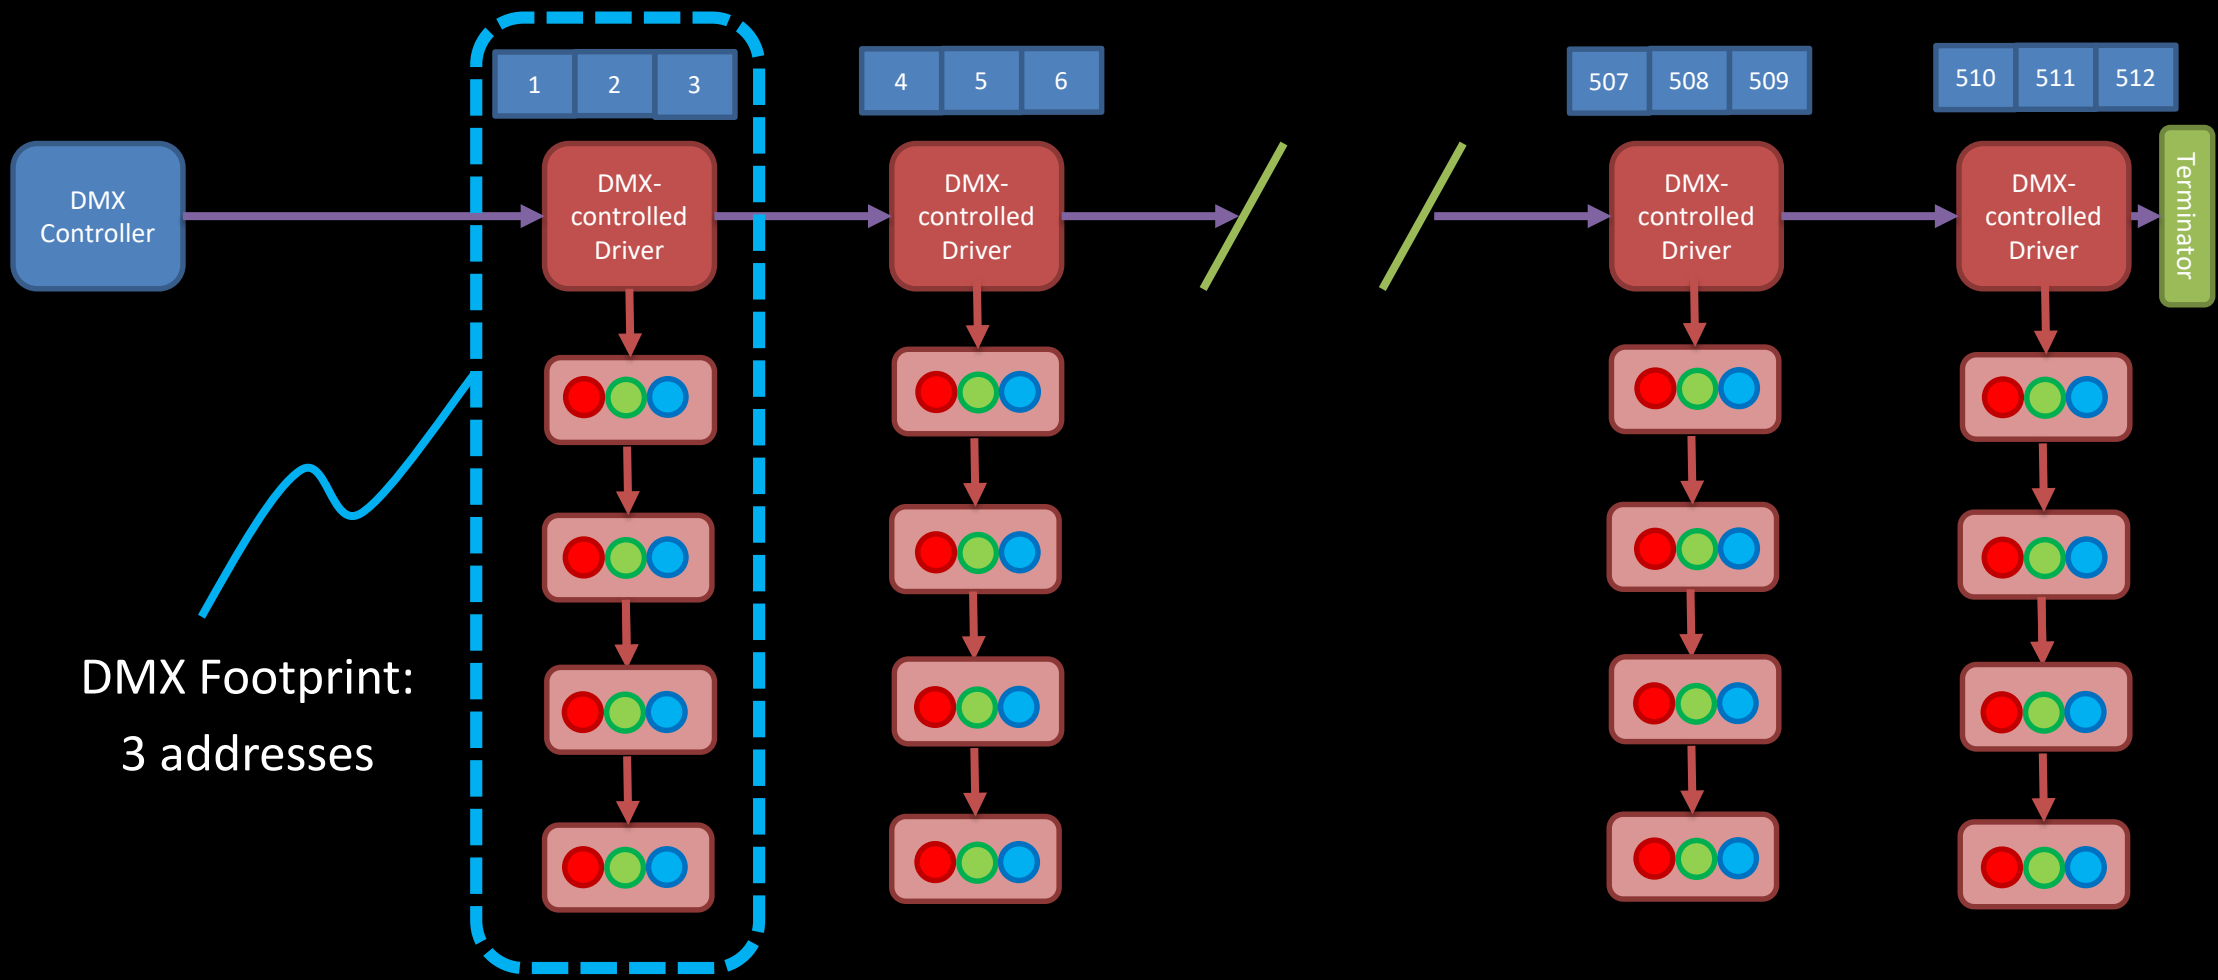 1 2 3
4 5 6
507 508 509
510 511 512
DMX
Controller
DMX-
controlled
Driver
DMX-
controlled
Driver
DMX-
controlled
Driver
DMX-
controlled
Driver
Terminator
DMX Footprint:
3 addresses